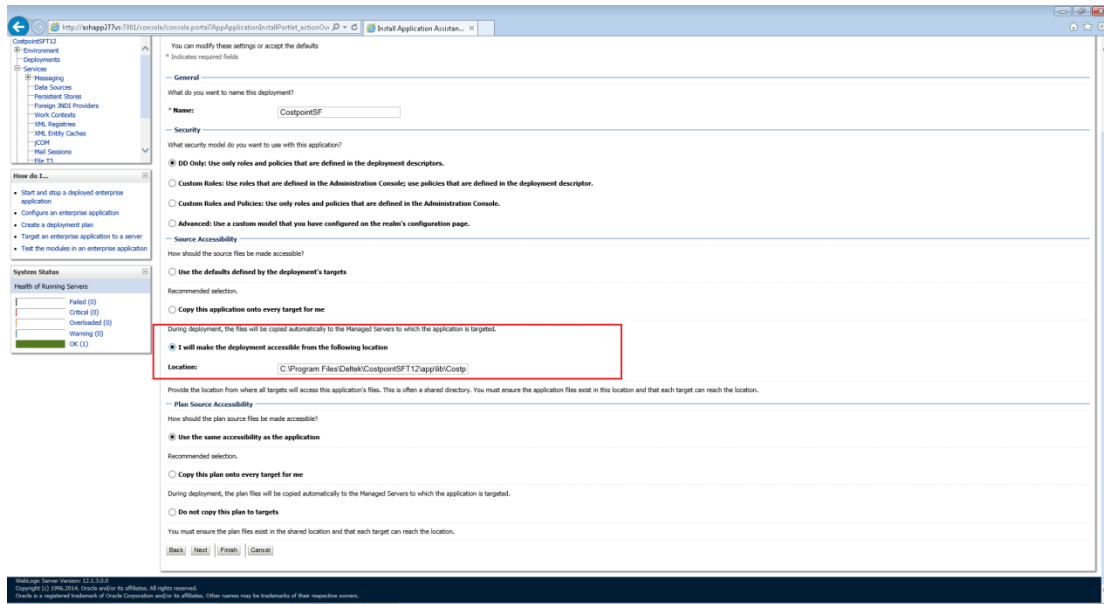 http://ashapp277vs:7001/console/console.portal?AppApplicationInstallPortlet_actionOv
Install Application Assistan...
CostpointSFT12
Environment
Deployments
Services
Messaging
Data Sources
Persistent Stores
Foreign JNDI Providers
Work Contexts
XML Registries
XML Entity Caches
jCOM
Mail Sessions
File T3
How do I...
Start and stop a deployed enterprise
application
Configure an enterprise application
Create a deployment plan
Target an enterprise application to a server
Test the modules in an enterprise application
System Status
Health of Running Servers
Failed (0)
Critical (0)
Overloaded (0)
Warning (0)
OK (1)
You can modify these settings or accept the defaults
* Indicates required fields
General
What do you want to name this deployment?
* Name: CostpointSF
Security
What security model do you want to use with this application?
DD Only: Use only roles and policies that are defined in the deployment descriptors.
Custom Roles: Use roles that are defined in the Administration Console; use policies that are defined in the deployment descriptor.
Custom Roles and Policies: Use only roles and policies that are defined in the Administration Console.
Advanced: Use a custom model that you have configured on the realm's configuration page.
Source Accessibility
How should the source files be made accessible?
Use the defaults defined by the deployment's targets
Recommended selection.
Copy this application onto every target for me
During deployment, the files will be copied automatically to the Managed Servers to which the application is targeted.
I will make the deployment accessible from the following location
Location: C:\Program Files\Deltek\CostpointSFT12\app\lib\Costp
Provide the location from where all targets will access this application's files. This is often a shared directory. You must ensure the application files exist in this location and that each target can reach the location.
Plan Source Accessibility
How should the plan source files be made accessible?
Use the same accessibility as the application
Recommended selection.
Copy this plan onto every target for me
During deployment, the plan files will be copied automatically to the Managed Servers to which the application is targeted.
Do not copy this plan to targets
You must ensure the plan files exist in the shared location and that each target can reach the location.
Back Next Finish Cancel
WebLogic Server Version: 12.1.3.0.0
Copyright (c) 1996,2014, Oracle and/or its affiliates. All rights reserved.
Oracle is a registered trademark of Oracle Corporation and/or its affiliates. Other names may be trademarks of their respective owners.